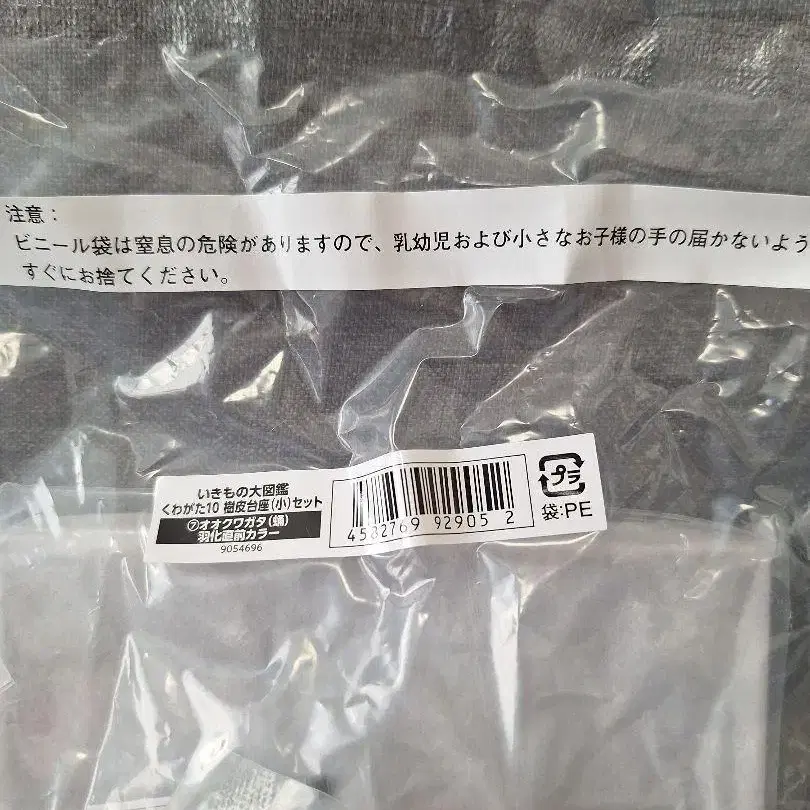 注意：
ビニール袋は窒息の危険がありますので、乳幼児および小さなお子様の手の届かないよう
すぐにお捨てください。
いきもの大図鑑
くわがた10 樹皮台座(小)セット
⑦オオクワガタ(蛹)
羽化直前カラー
9054696
4582769 92905 2
プラ
袋:PE